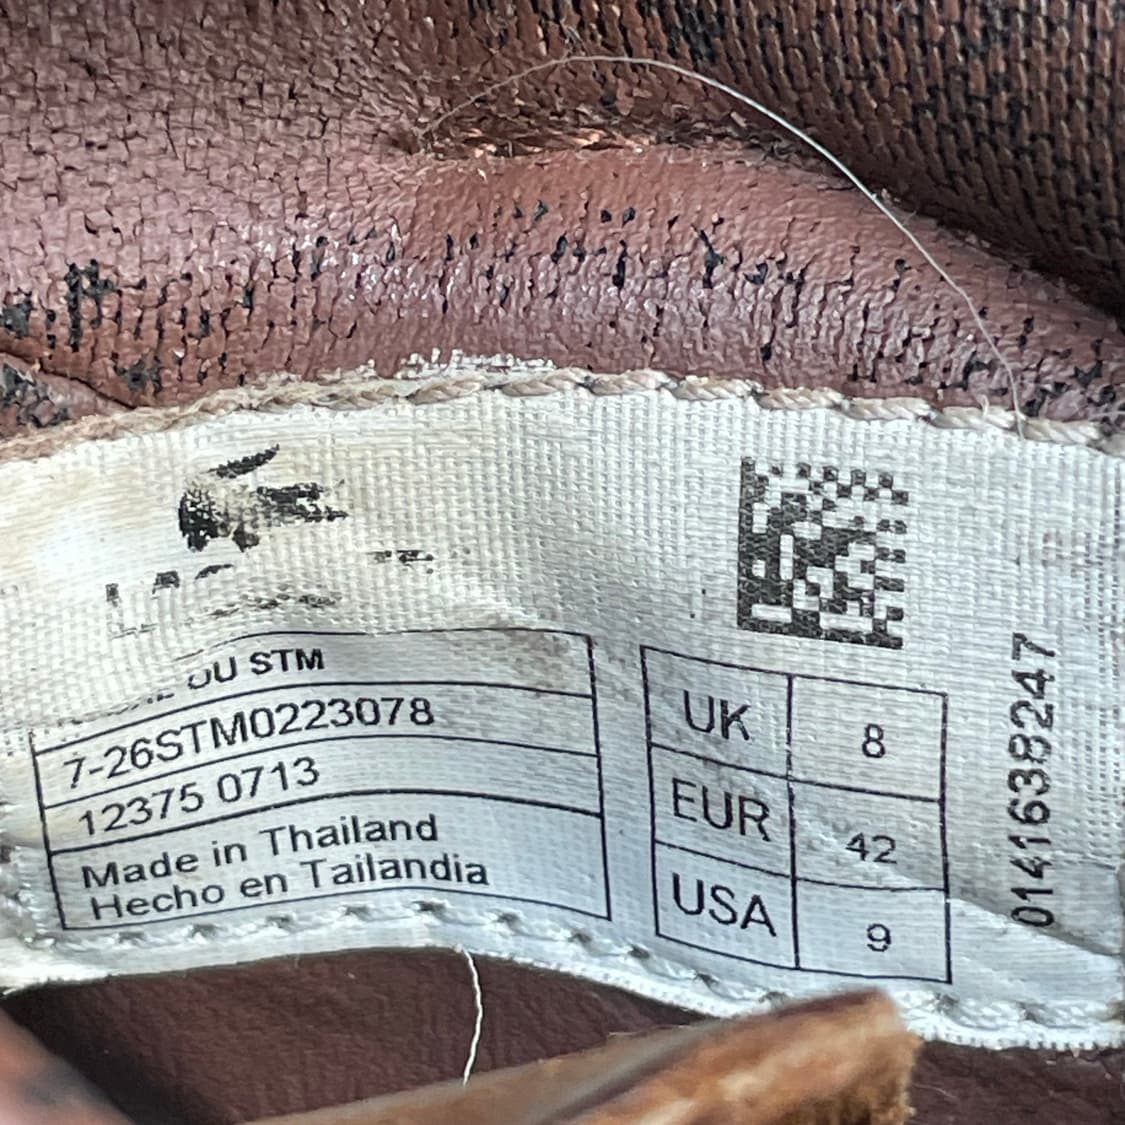 OU STM
7-26STM0223078
12375 0713
Made in Thailand
Hecho en Tailandia
UK 8
EUR 42
USA 9
0141638247